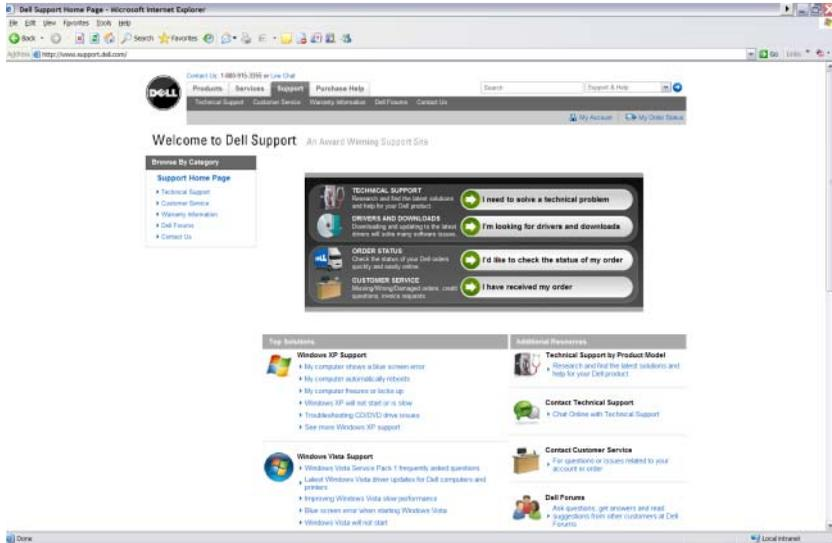 Dell Support Home Page - Microsoft Internet Explorer
File Edit View Favorites Tools Help
Back Search Favorites
Address http://www.support.dell.com/ Go Links
Contact Us: or Live Chat
DELL
Products Services Support Purchase Help Search Support & Help
Technical Support Customer Service Warranty Information Dell Forums Contact Us
My Account My Order Status
Welcome to Dell Support An Award Winning Support Site
Browse By Category
Support Home Page
Technical Support
Customer Service
Warranty Information
Dell Forums
Contact Us
TECHNICAL SUPPORT
Research and find the latest solutions and help for your Dell product.
I need to solve a technical problem
DRIVERS AND DOWNLOADS
Downloading and updating to the latest drivers will solve many software issues.
I'm looking for drivers and downloads
ORDER STATUS
Check the status of your Dell orders quickly and easily online.
I'd like to check the status of my order
CUSTOMER SERVICE
Missing/Wrong/Damaged orders, credit questions, invoice requests
I have received my order
Top Solutions
Windows XP Support
My computer shows a blue screen error
My computer automatically reboots
My computer freezes or locks up
Windows XP will not start or is slow
Troubleshooting CD/DVD drive issues
See more Windows XP support
Windows Vista Support
Windows Vista Service Pack 1 frequently asked questions
Latest Windows Vista driver updates for Dell computers and printers
Improving Windows Vista slow performance
Blue screen error when starting Windows Vista
Windows Vista will not start
Additional Resources
Technical Support by Product Model
Research and find the latest solutions and help for your Dell product
Contact Technical Support
Chat Online with Technical Support
Contact Customer Service
For questions or issues related to your account or order
Dell Forums
Ask questions, get answers and read suggestions from other customers at Dell Forums
Done Local intranet